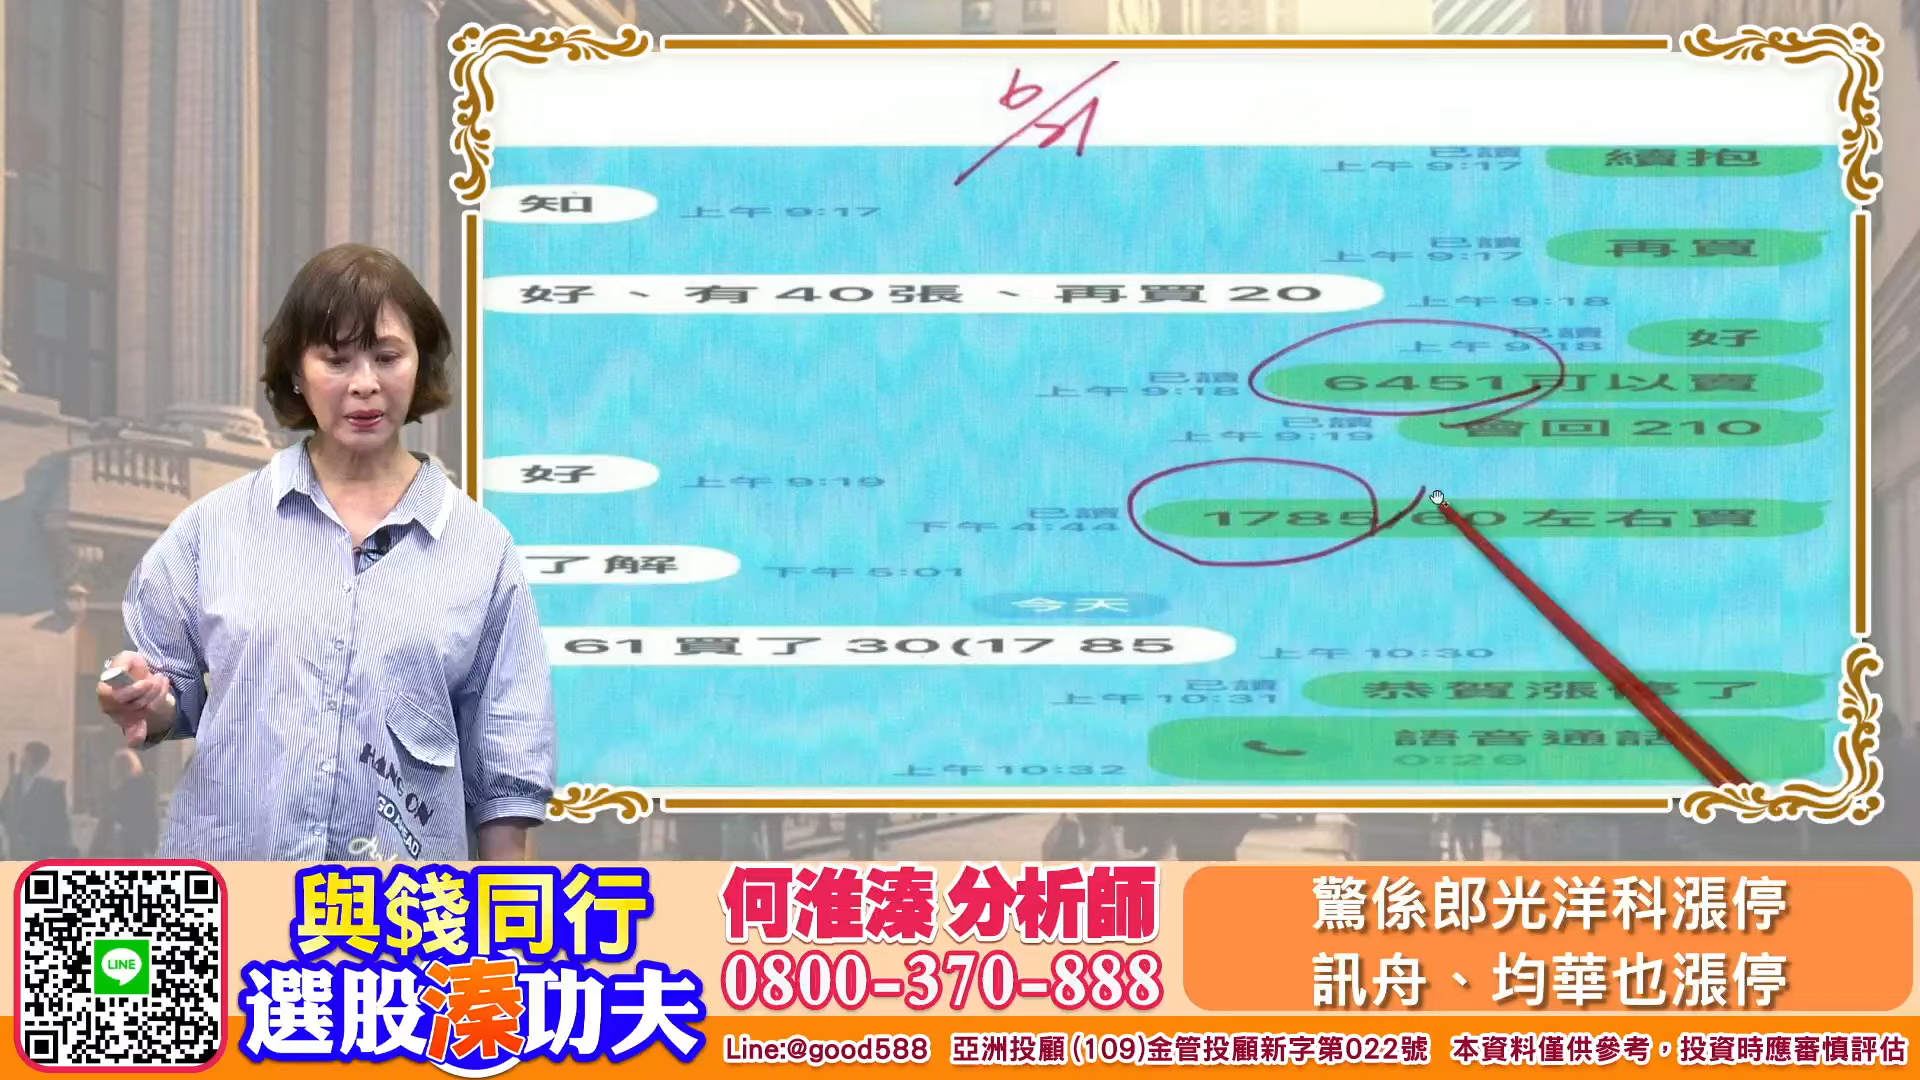 6/21
已讀
上午 9:17
續抱
知
上午 9:17
已讀
上午 9:17
再買
好、有40張、再買20
上午 9:18
已讀
上午 9:18
好
已讀
上午 9:18
6451可以賣
已讀
上午 9:19
會回210
好
上午 9:19
已讀
下午 4:44
1785/60左右買
了解
下午 5:01
今天
61買了30(17 85
上午 10:30
已讀
上午 10:31
恭賀漲停了
上午 10:32
語音通話
0:26
HANG ON
GO AHEAD
LINE
與錢同行
選股溱功夫
何淮溱 分析師
0800-370-888
驚係郎光洋科漲停
訊舟、均華也漲停
Line:@good588 亞洲投顧(109)金管投顧新字第022號 本資料僅供參考，投資時應審慎評估